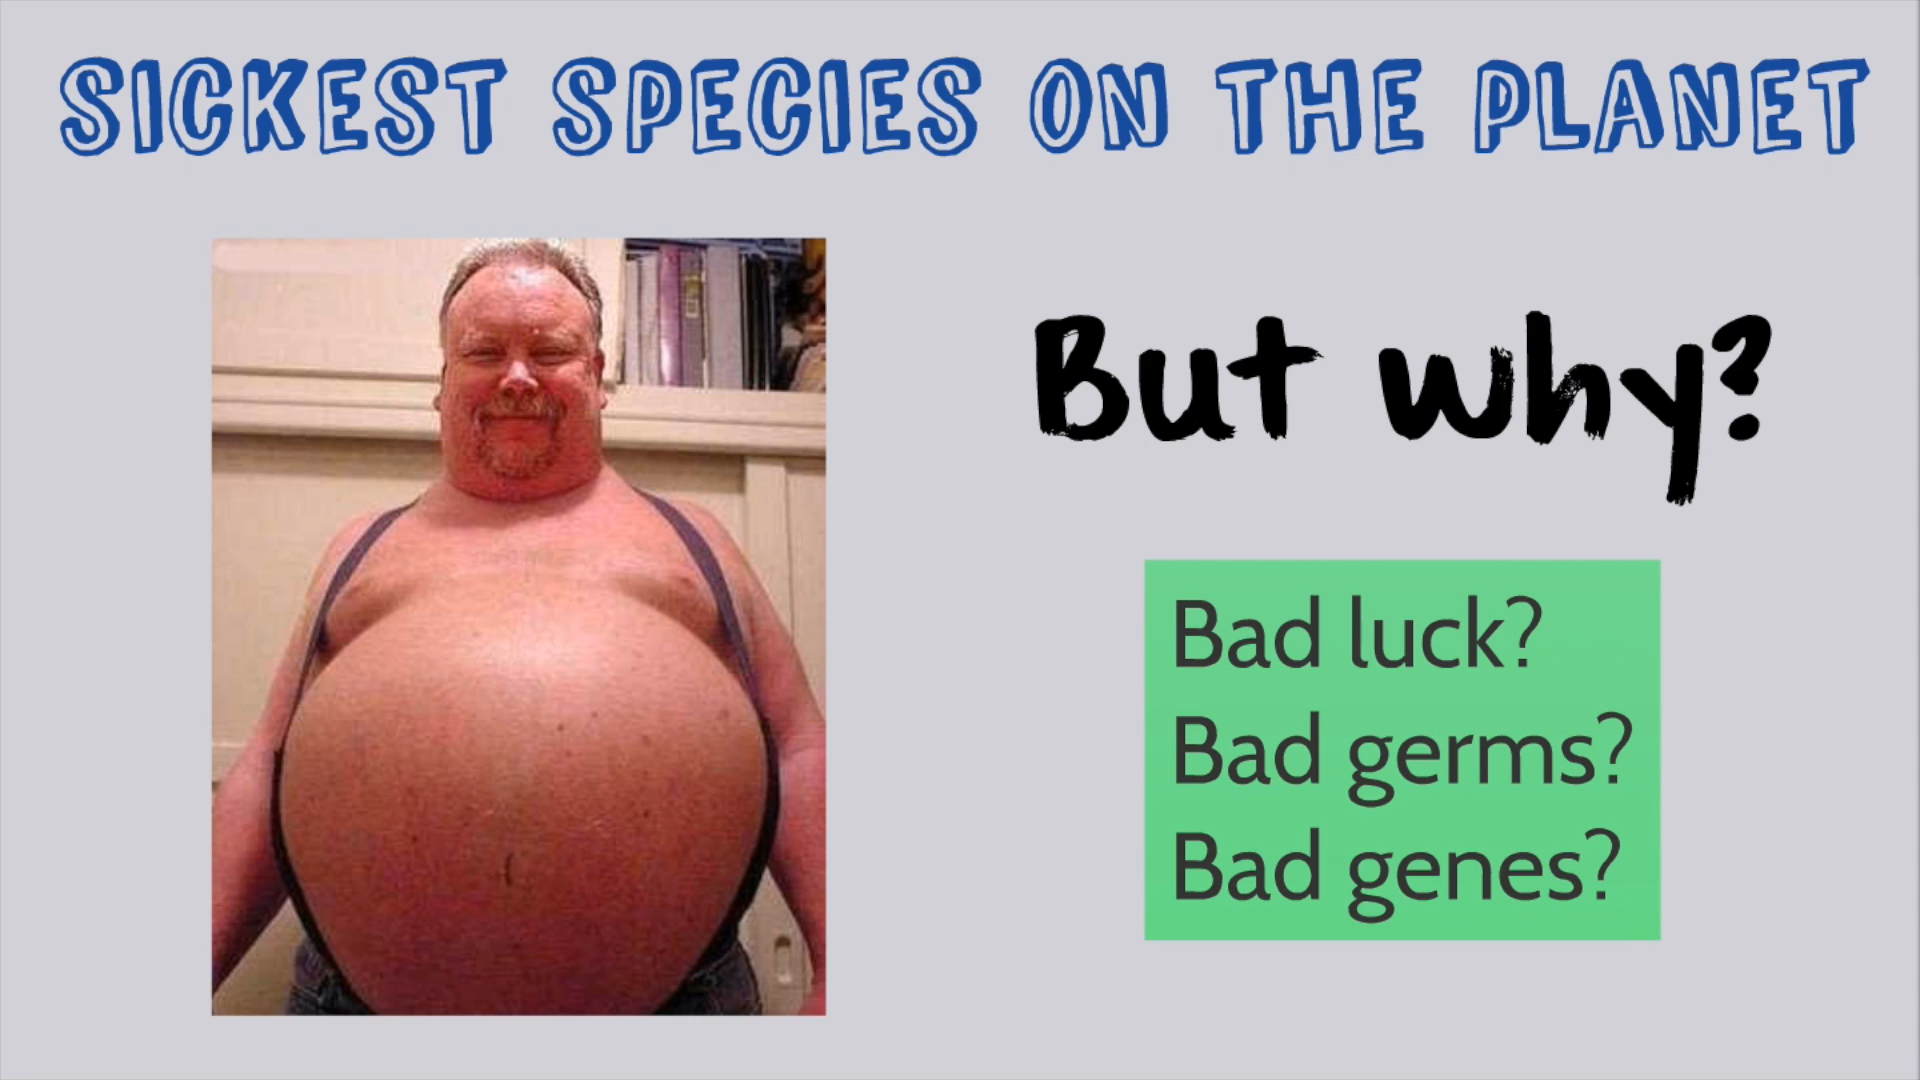 SICKEST SPECIES ON THE PLANET
But why?
Bad luck?
Bad germs?
Bad genes?